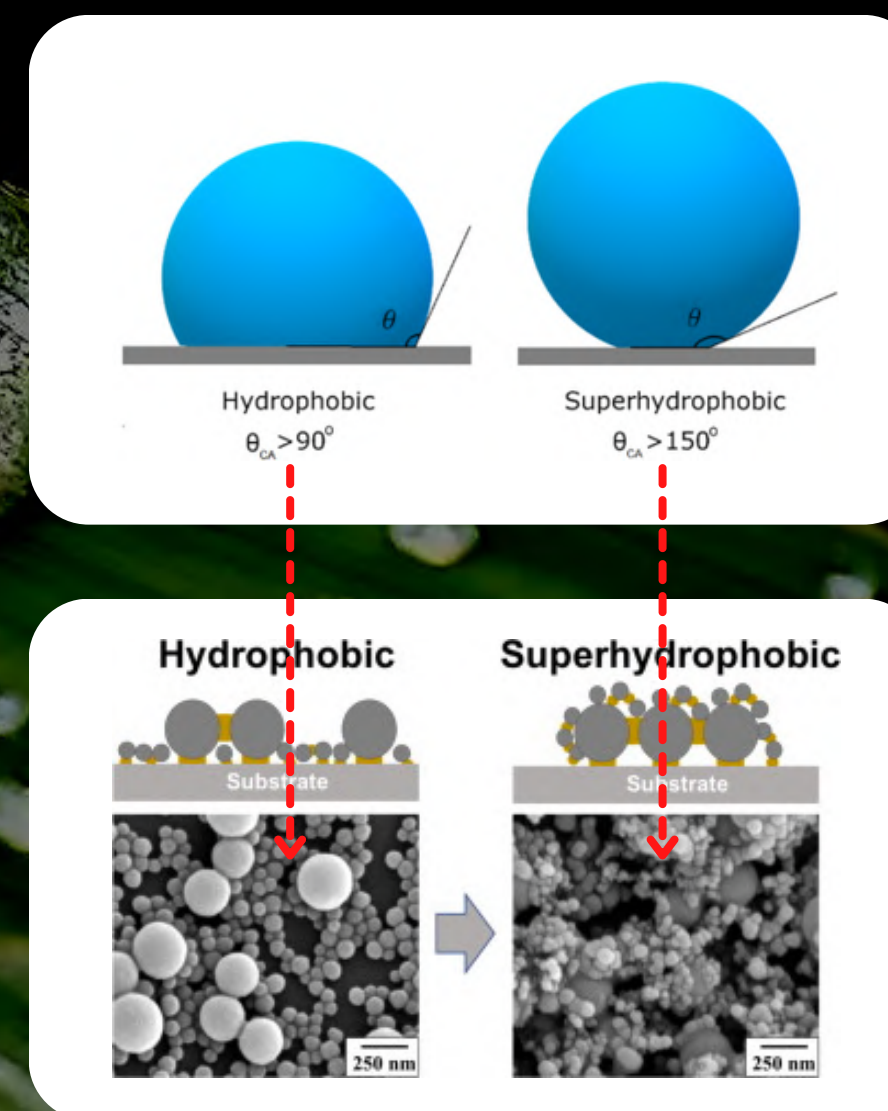 θ
θ
Hydrophobic
θCA>90°
Superhydrophobic
θCA>150°
Hydrophobic
Superhydrophobic
Substrate
Substrate
250 nm
250 nm